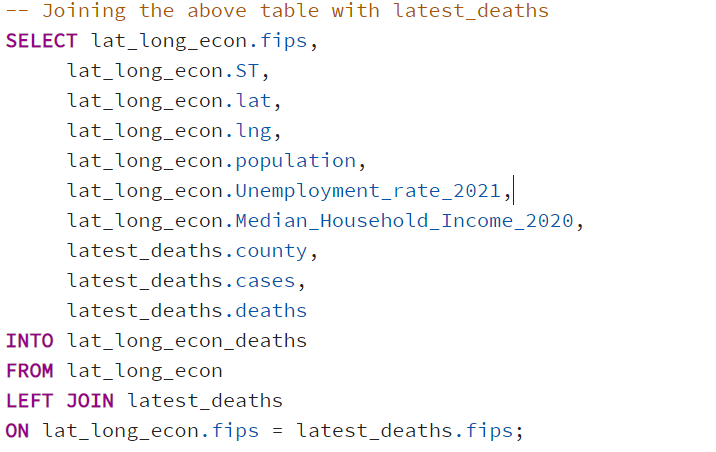 -- Joining the above table with latest_deaths
SELECT lat_long_econ.fips,
lat_long_econ.ST,
lat_long_econ.lat,
lat_long_econ.lng,
lat_long_econ.population,
lat_long_econ.Unemployment_rate_2021,
lat_long_econ.Median_Household_Income_2020,
latest_deaths.county,
latest_deaths.cases,
latest_deaths.deaths
INTO lat_long_econ_deaths
FROM lat_long_econ
LEFT JOIN latest_deaths
ON lat_long_econ.fips = latest_deaths.fips;